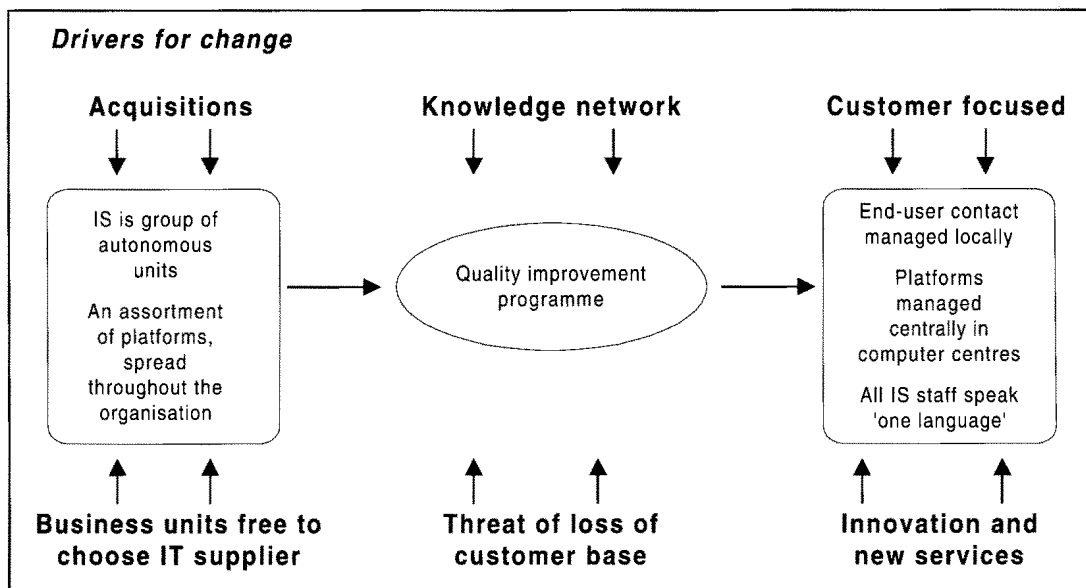 Drivers for change
Acquisitions
Knowledge network
Customer focused
IS is group of
autonomous
units
An assortment
of platforms,
spread
throughout the
organisation
Quality improvement
programme
End-user contact
managed locally
Platforms
managed
centrally in
computer centres
All IS staff speak
'one language'
Business units free to
choose IT supplier
Threat of loss of
customer base
Innovation and
new services